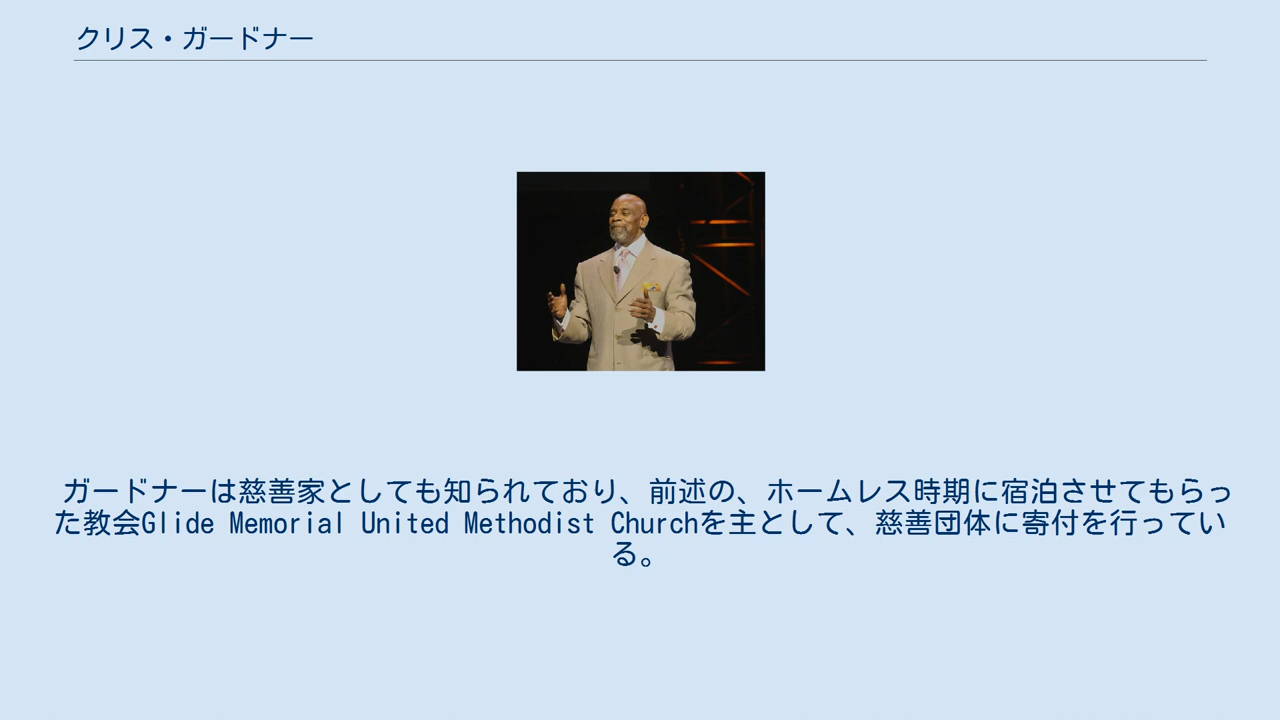 クリス・ガードナー
ガードナーは慈善家としても知られており、前述の、ホームレス時期に宿泊させてもらっ
た教会Glide Memorial United Methodist Churchを主として、慈善団体に寄付を行ってい
る。